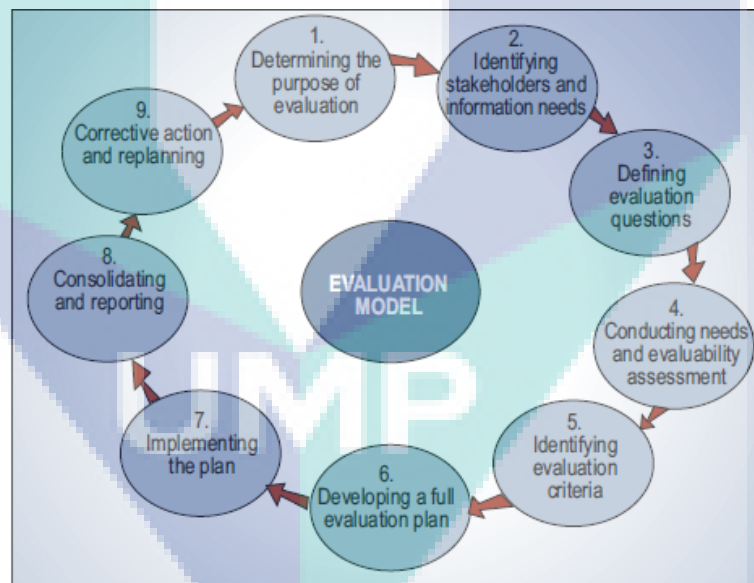 1.
Determining the
purpose of
evaluation
2.
Identifying
stakeholders and
information needs
3.
Defining
evaluation
questions
4.
Conducting needs
and evaluability
assessment
5.
Identifying
evaluation
criteria
6.
Developing a full
evaluation plan
7.
Implementing
the plan
8.
Consolidating
and reporting
9.
Corrective action
and replanning
EVALUATION
MODEL
UMP